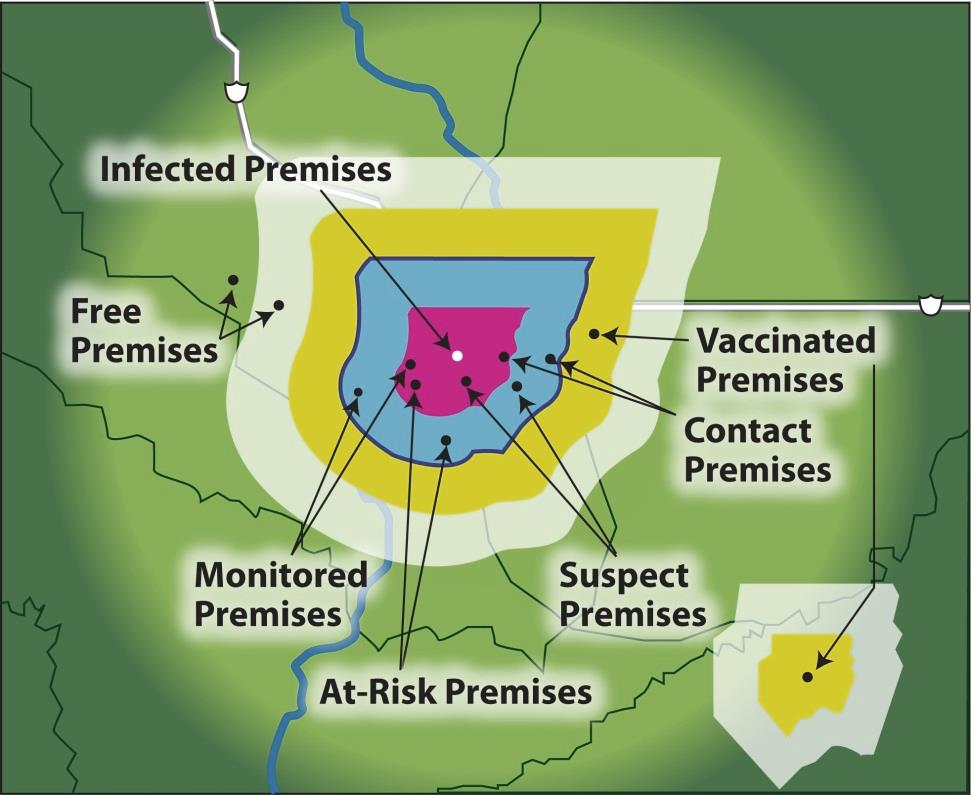 Infected Premises
Free
Premises
Vaccinated
Premises
Contact
Premises
Monitored
Premises
Suspect
Premises
At-Risk Premises